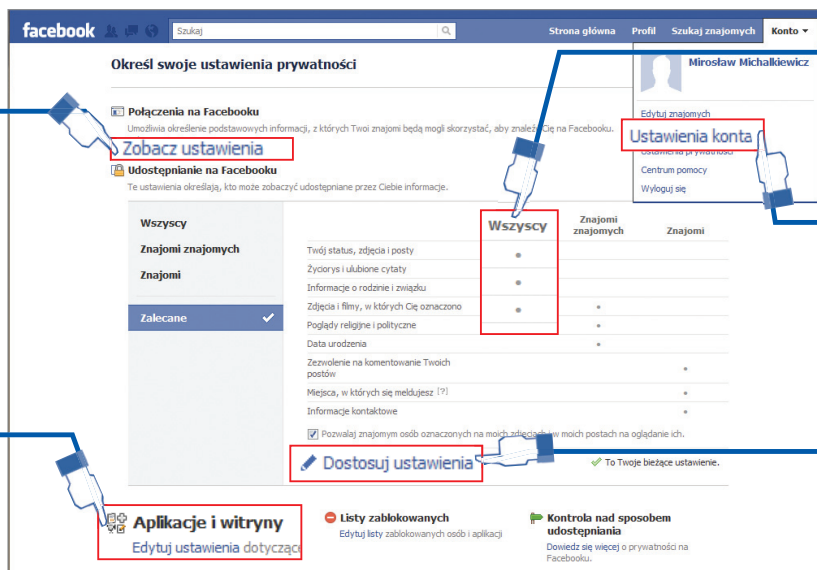 facebook Szukaj Strona główna Profil Szukaj znajomych Konto
Określ swoje ustawienia prywatności
Mirosław Michalkiewicz
Połączenia na Facebooku
Umożliwia określenie podstawowych informacji, z których Twoi znajomi będą mogli skorzystać, aby znaleźć Cię na Facebooku.
Zobacz ustawienia
Edytuj znajomych
Ustawienia konta
Ustawienia prywatności
Centrum pomocy
Wyloguj się
Udostępnianie na Facebooku
Te ustawienia określają, kto może zobaczyć udostępniane przez Ciebie informacje.
Wszyscy
Znajomi znajomych
Znajomi
Zalecane
Wszyscy Znajomi znajomych Znajomi
Twój status, zdjęcia i posty
Życiorys i ulubione cytaty
Informacje o rodzinie i związku
Zdjęcia i filmy, w których Cię oznaczono
Poglądy religijne i polityczne
Data urodzenia
Zezwolenie na komentowanie Twoich
postów
Miejsca, w których się meldujesz [?]
Informacje kontaktowe
Pozwalaj znajomym osób oznaczonych na moich zdjęciach i w moich postach na oglądanie ich.
Dostosuj ustawienia
To Twoje bieżące ustawienie.
Aplikacje i witryny
Edytuj ustawienia dotyczące
Listy zablokowanych
Edytuj listy zablokowanych osób i aplikacji
Kontrola nad sposobem
udostępniania
Dowiedz się więcej o prywatności na
Facebooku.